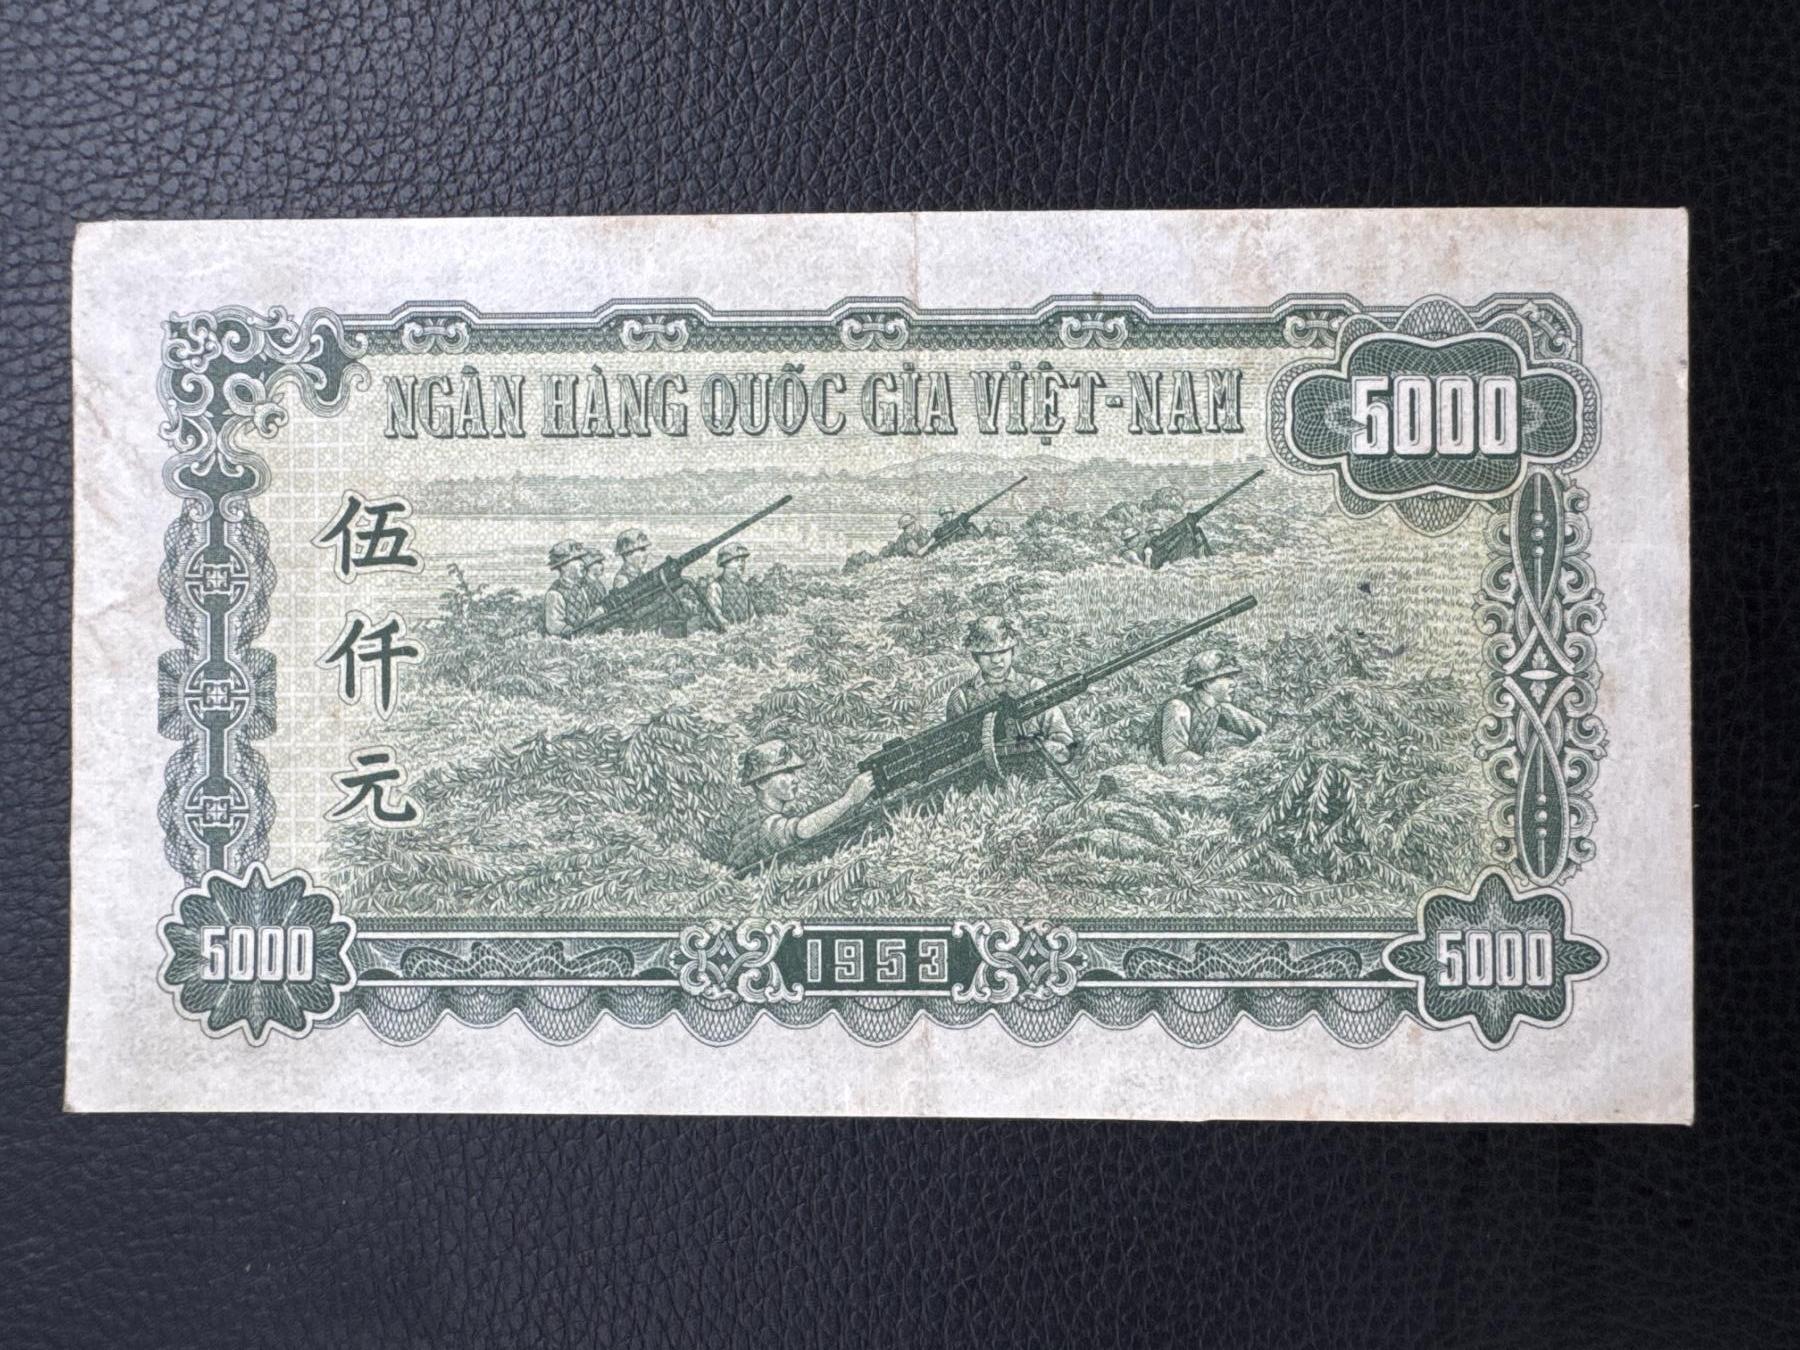 NGÂN HÀNG QUỐC GIA VIỆT-NAM
5000
伍仟元
5000
1953
5000